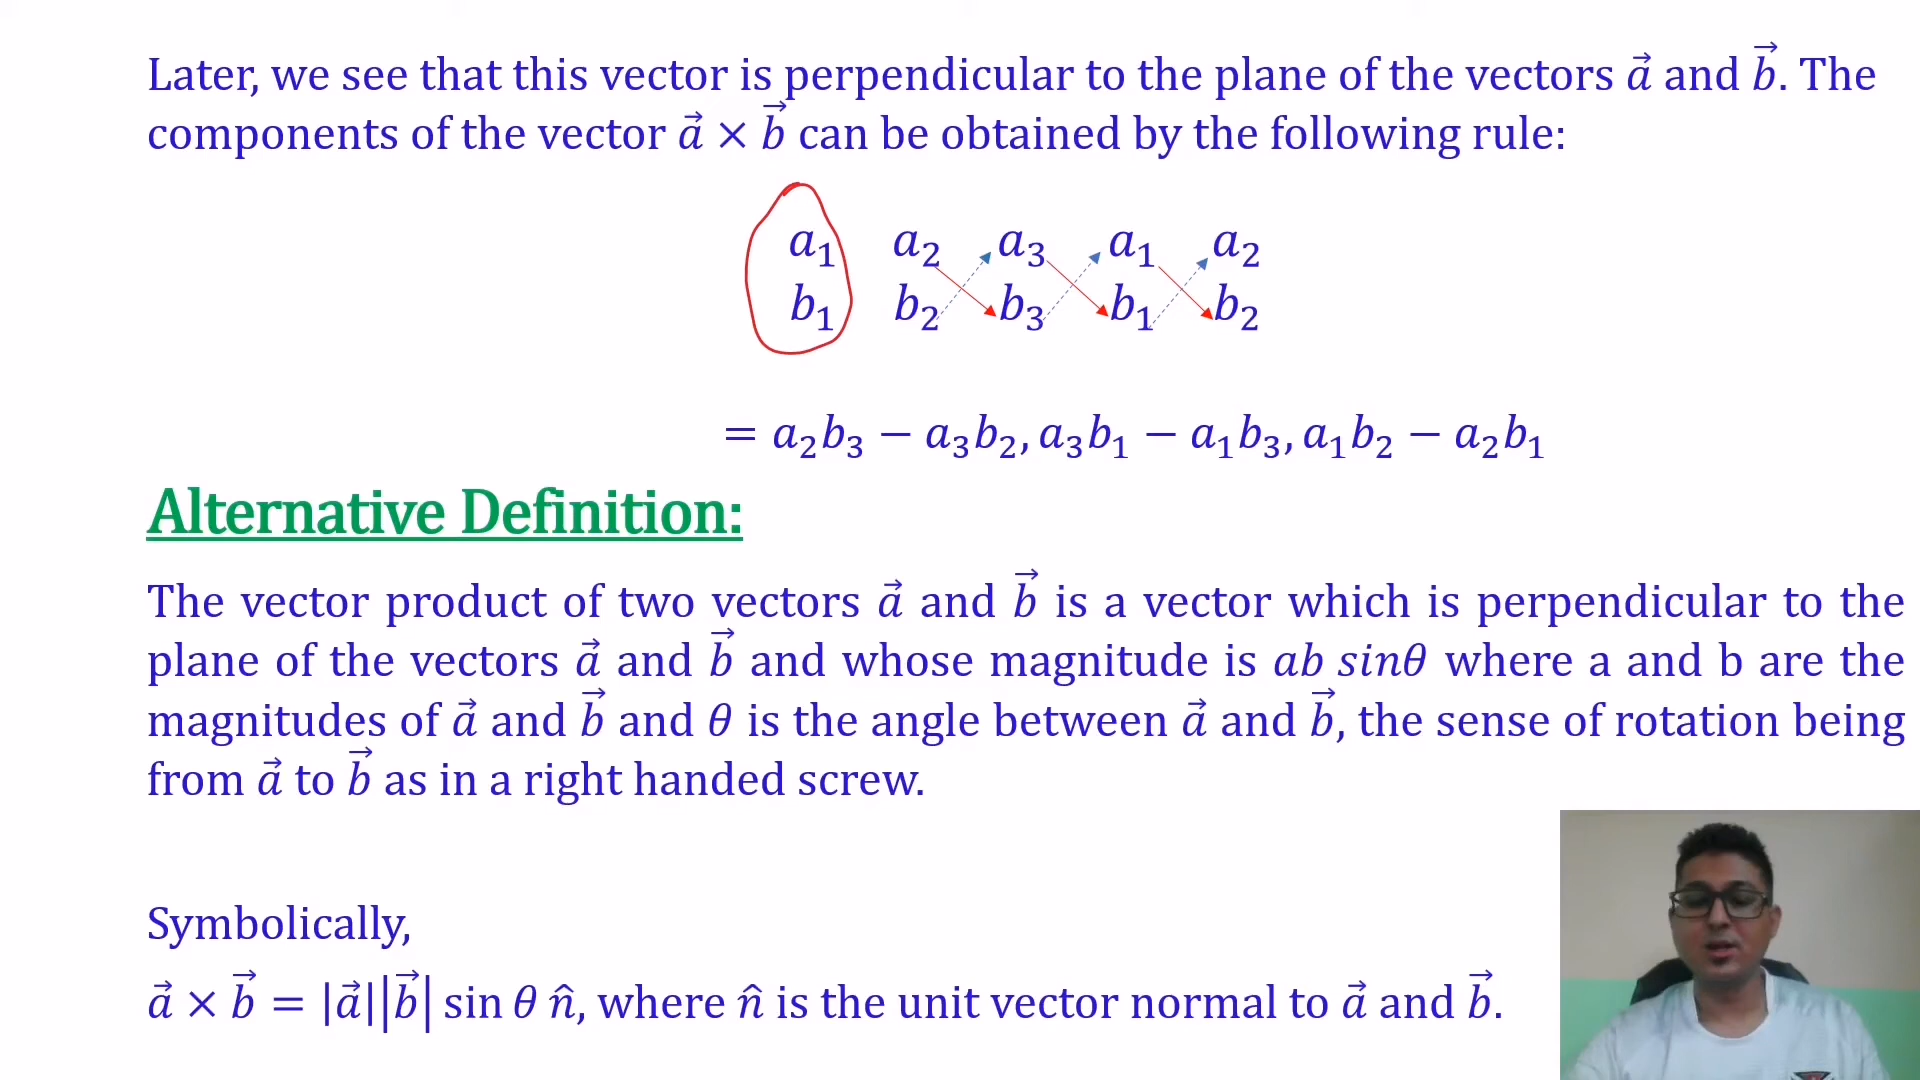 Later, we see that this vector is perpendicular to the plane of the vectors a⃗ and b⃗. The
components of the vector a⃗ × b⃗ can be obtained by the following rule:
a₁ a₂ a₃ a₁ a₂
b₁ b₂ b₃ b₁ b₂
= a₂b₃ − a₃b₂, a₃b₁ − a₁b₃, a₁b₂ − a₂b₁
Alternative Definition:
The vector product of two vectors a⃗ and b⃗ is a vector which is perpendicular to the
plane of the vectors a⃗ and b⃗ and whose magnitude is ab sinθ where a and b are the
magnitudes of a⃗ and b⃗ and θ is the angle between a⃗ and b⃗, the sense of rotation being
from a⃗ to b⃗ as in a right handed screw.
Symbolically,
a⃗ × b⃗ = |a⃗||b⃗| sin θ n̂, where n̂ is the unit vector normal to a⃗ and b⃗.